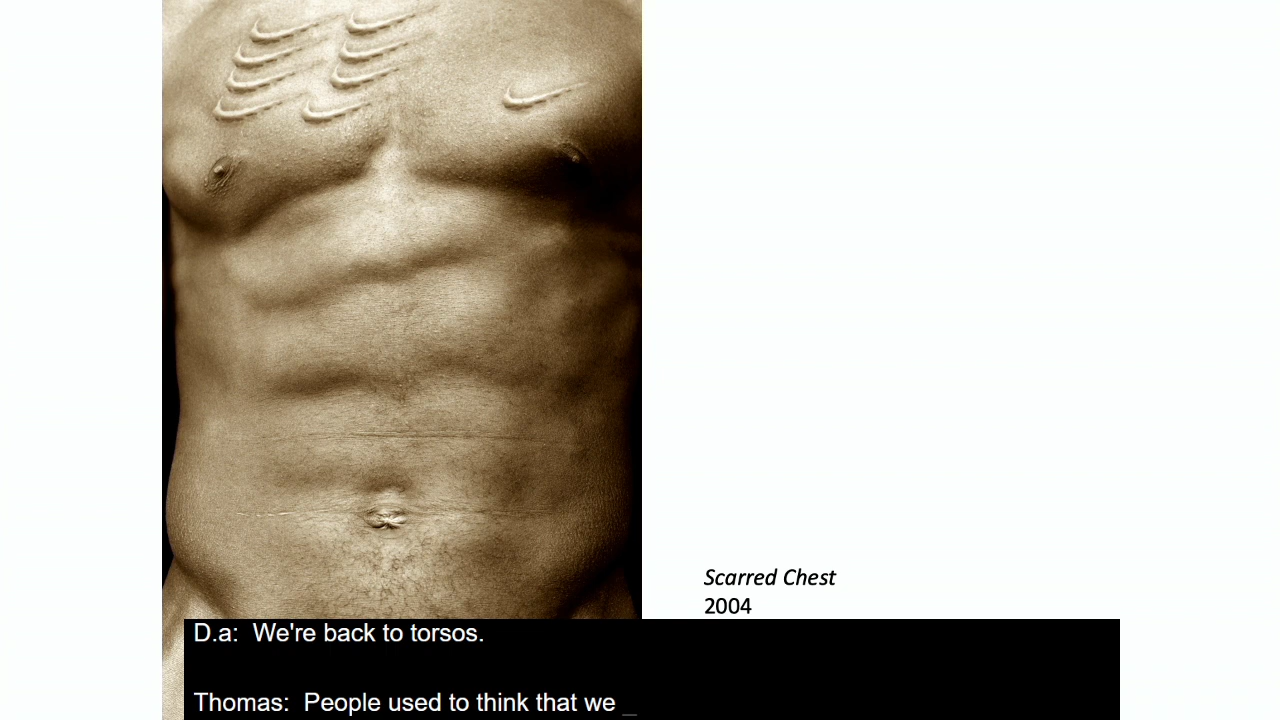 Scarred Chest
2004
D.a: We're back to torsos.
Thomas: People used to think that we _